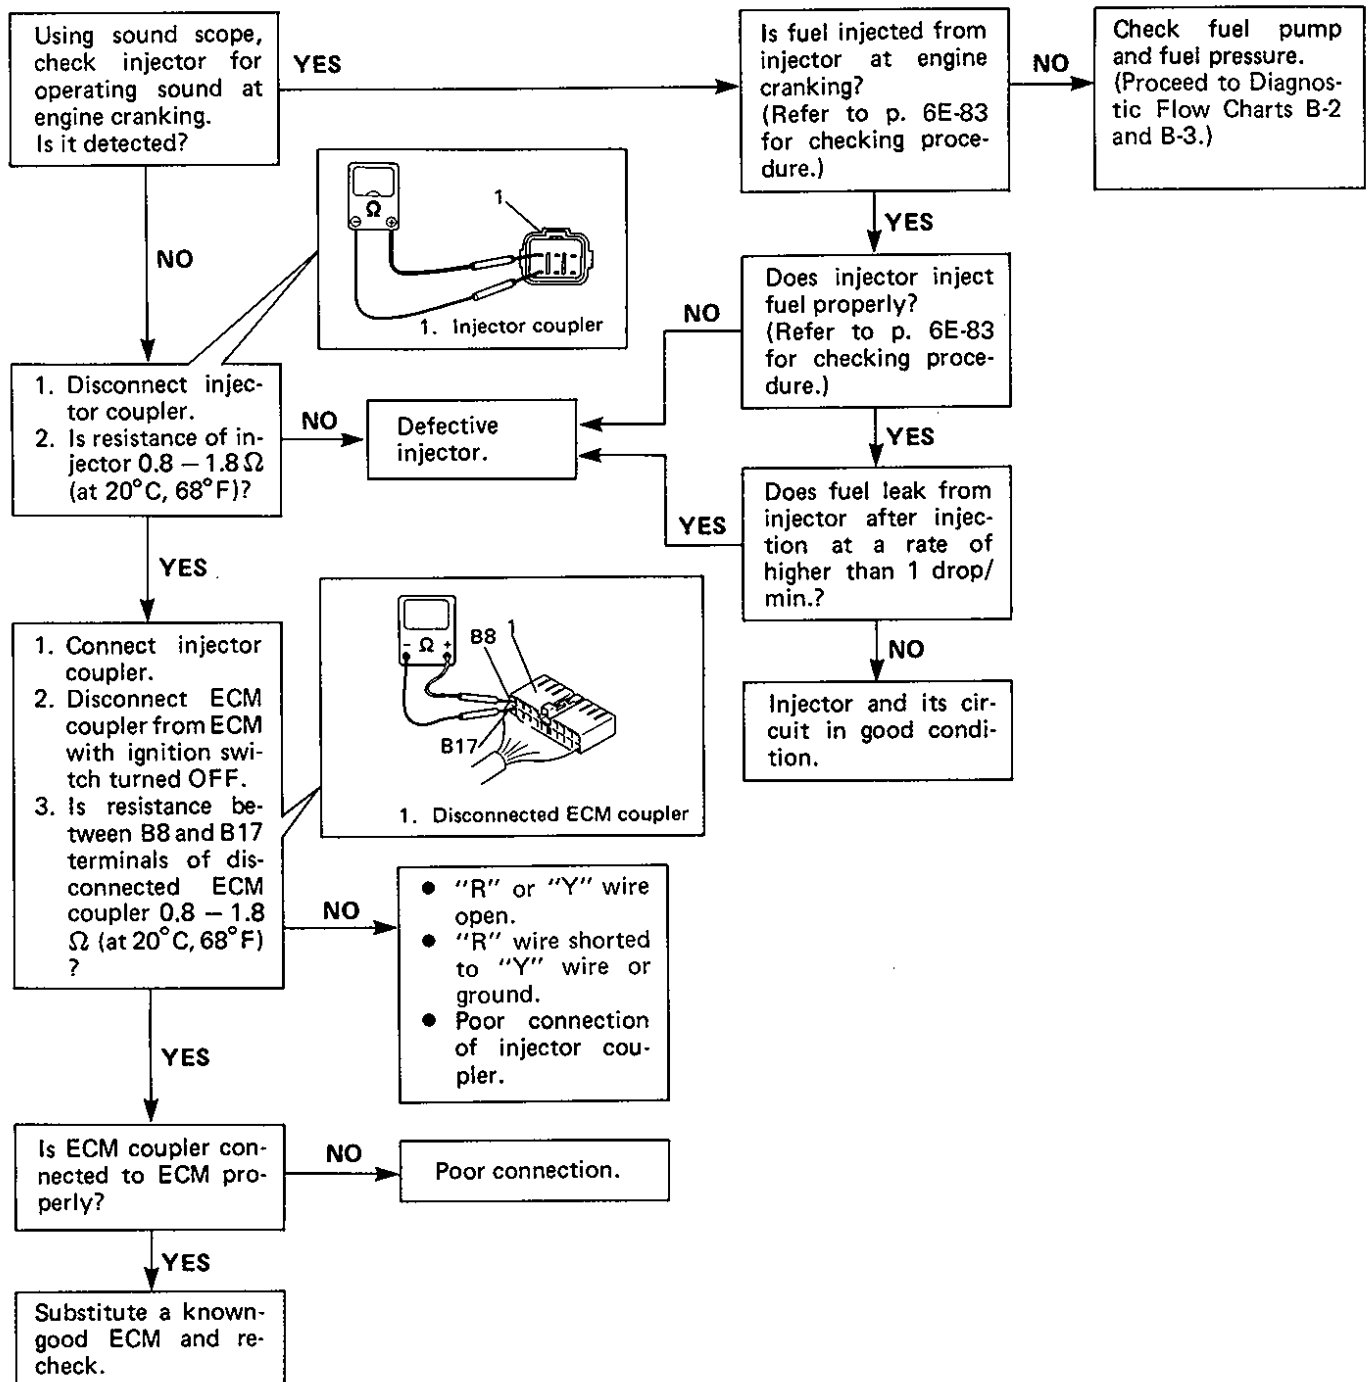 Using sound scope,
check injector for
operating sound at
engine cranking.
Is it detected?
YES
Is fuel injected from
injector at engine
cranking?
(Refer to p. 6E-83
for checking proce-
dure.)
NO
Check fuel pump
and fuel pressure.
(Proceed to Diagnos-
tic Flow Charts B-2
and B-3.)
NO
Ω
⊖ ⊕
1
1. Injector coupler
YES
Does injector inject
fuel properly?
(Refer to p. 6E-83
for checking proce-
dure.)
NO
1. Disconnect injec-
tor coupler.
2. Is resistance of in-
jector 0.8 – 1.8 Ω
(at 20°C, 68°F)?
NO
Defective
injector.
YES
Does fuel leak from
injector after injec-
tion at a rate of
higher than 1 drop/
min.?
YES
NO
Injector and its cir-
cuit in good condi-
tion.
YES
1. Connect injector
coupler.
2. Disconnect ECM
coupler from ECM
with ignition swi-
tch turned OFF.
3. Is resistance be-
tween B8 and B17
terminals of dis-
connected ECM
coupler 0.8 – 1.8
Ω (at 20°C, 68°F)
?
– Ω +
B8
1
B17
1. Disconnected ECM coupler
NO
● "R" or "Y" wire
open.
● "R" wire shorted
to "Y" wire or
ground.
● Poor connection
of injector cou-
pler.
YES
Is ECM coupler con-
nected to ECM pro-
perly?
NO
Poor connection.
YES
Substitute a known-
good ECM and re-
check.